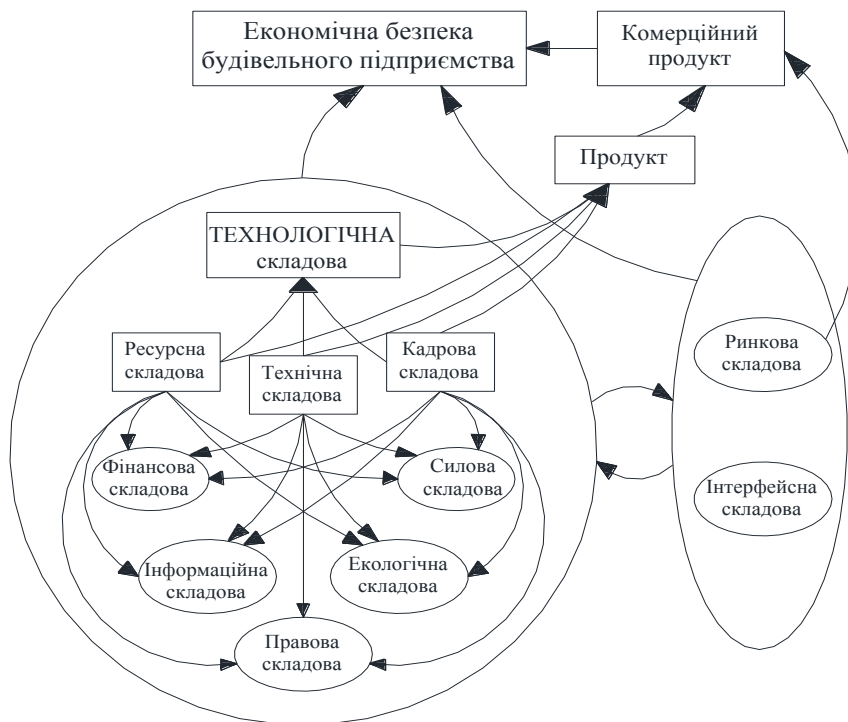 Економічна безпека
будівельного підприємства
Комерційний
продукт
Продукт
ТЕХНОЛОГІЧНА
складова
Ресурсна
складова
Технічна
складова
Кадрова
складова
Ринкова
складова
Фінансова
складова
Силова
складова
Інтерфейсна
складова
Інформаційна
складова
Екологічна
складова
Правова
складова